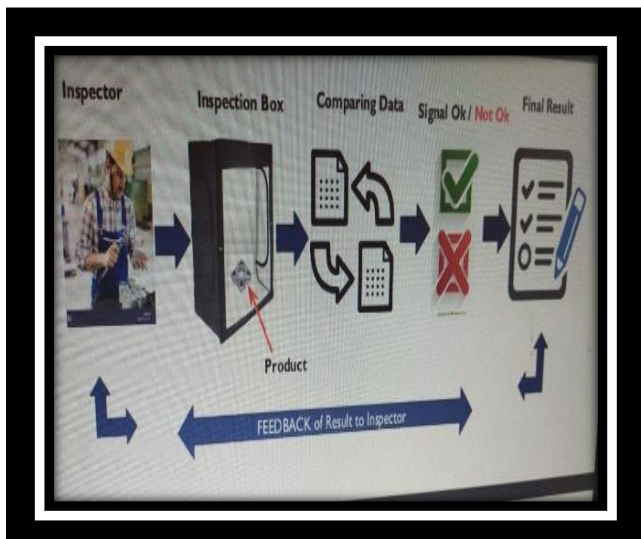 Inspector
Inspection Box
Comparing Data
Signal Ok / Not Ok
Final Result
Product
FEEDBACK of Result to Inspector